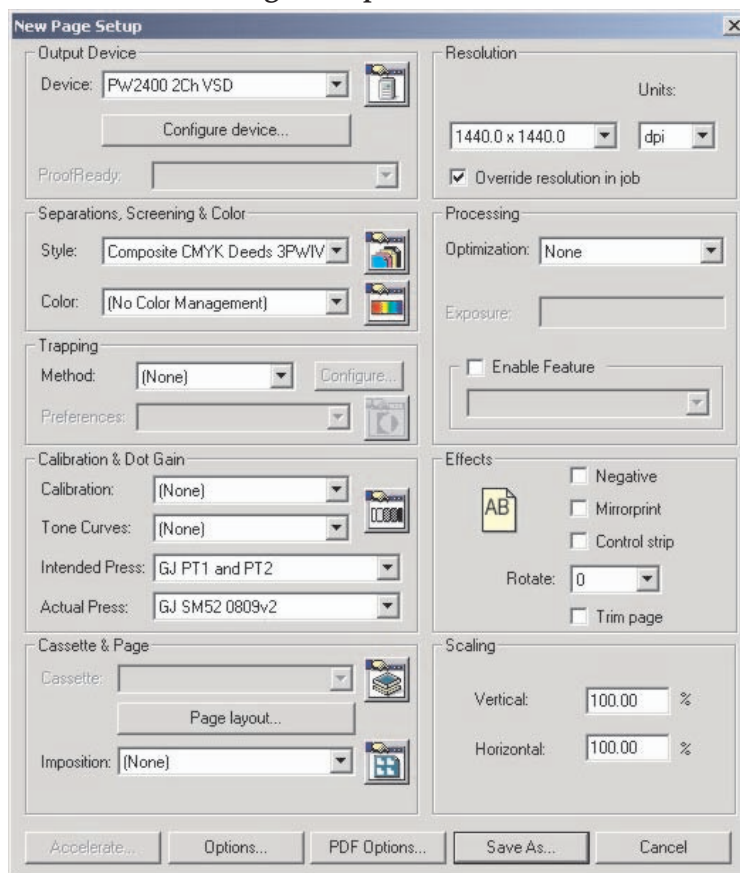 New Page Setup
Output Device
Device: PW2400 2Ch VSD
Configure device...
ProofReady:
Separations, Screening & Color
Style: Composite CMYK Deeds 3PWIV
Color: (No Color Management)
Trapping
Method: (None) Configure...
Preferences:
Calibration & Dot Gain
Calibration: (None)
Tone Curves: (None)
Intended Press: GJ PT1 and PT2
Actual Press: GJ SM52 0809v2
Cassette & Page
Cassette:
Page layout...
Imposition: (None)
Resolution
Units:
1440.0 x 1440.0 dpi
Override resolution in job
Processing
Optimization: None
Exposure:
Enable Feature
Effects
AB
Negative
Mirrorprint
Control strip
Rotate: 0
Trim page
Scaling
Vertical: 100.00 %
Horizontal: 100.00 %
Accelerate... Options... PDF Options... Save As... Cancel